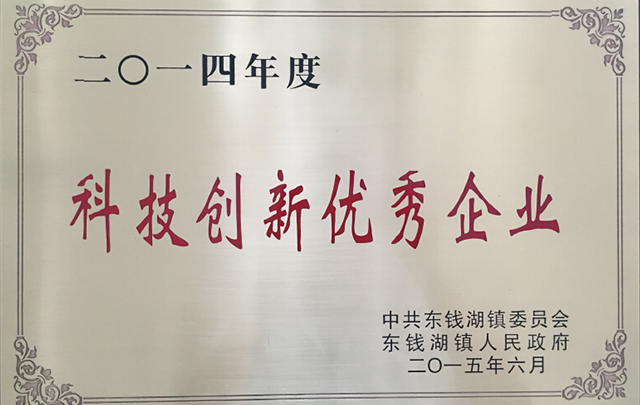 二〇一四年度
科技创新优秀企业
中共东钱湖镇委员会
东钱湖镇人民政府
二〇一五年六月